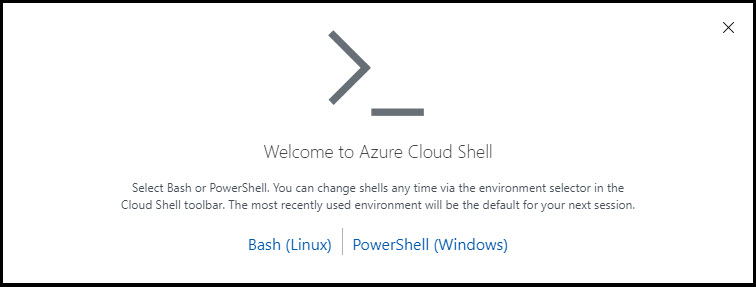 Welcome to Azure Cloud Shell
Select Bash or PowerShell. You can change shells any time via the environment selector in the
Cloud Shell toolbar. The most recently used environment will be the default for your next session.
Bash (Linux) PowerShell (Windows)